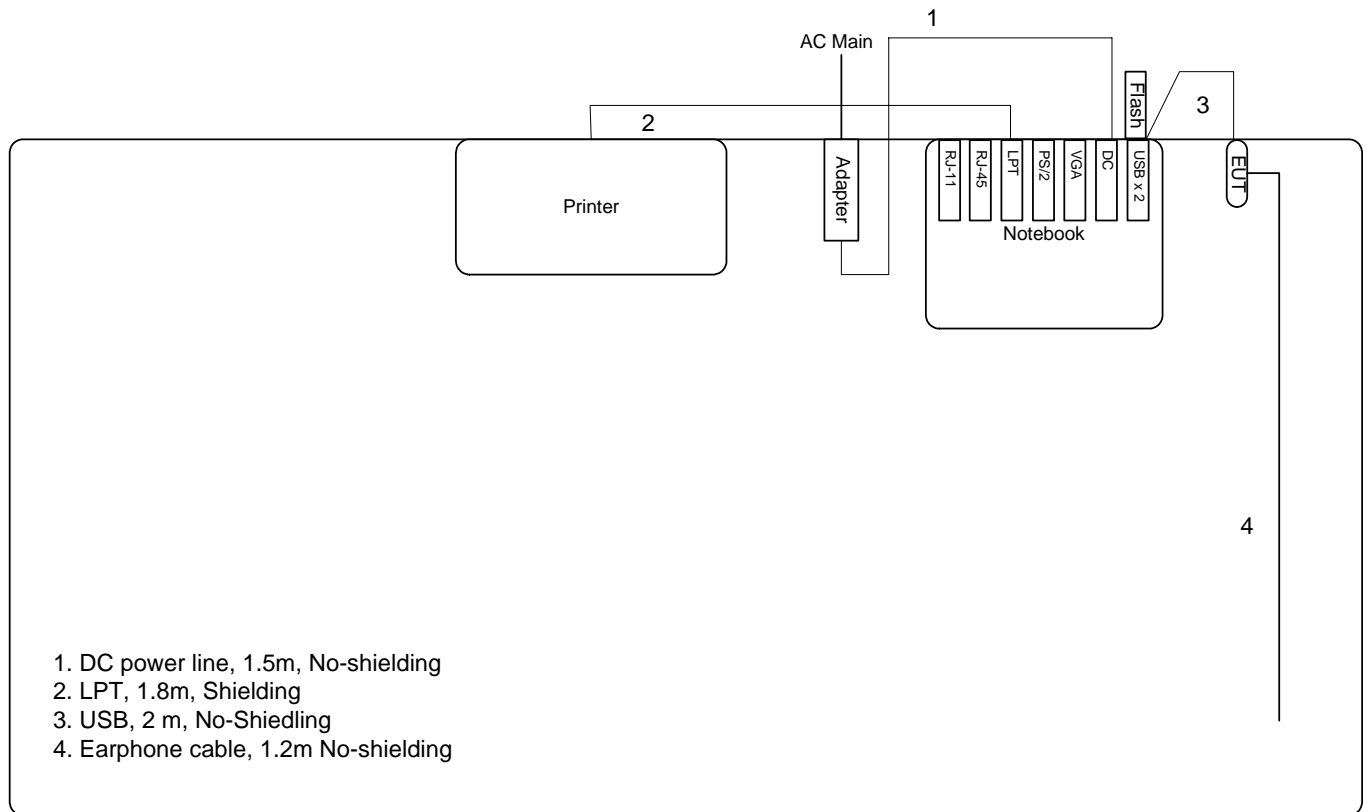 1
AC Main
2
Flash
3
Printer
Adapter
RJ-11
RJ-45
LPT
PS/2
VGA
DC
USB x 2
EUT
Notebook
4
1. DC power line, 1.5m, No-shielding
2. LPT, 1.8m, Shielding
3. USB, 2 m, No-Shiedling
4. Earphone cable, 1.2m No-shielding